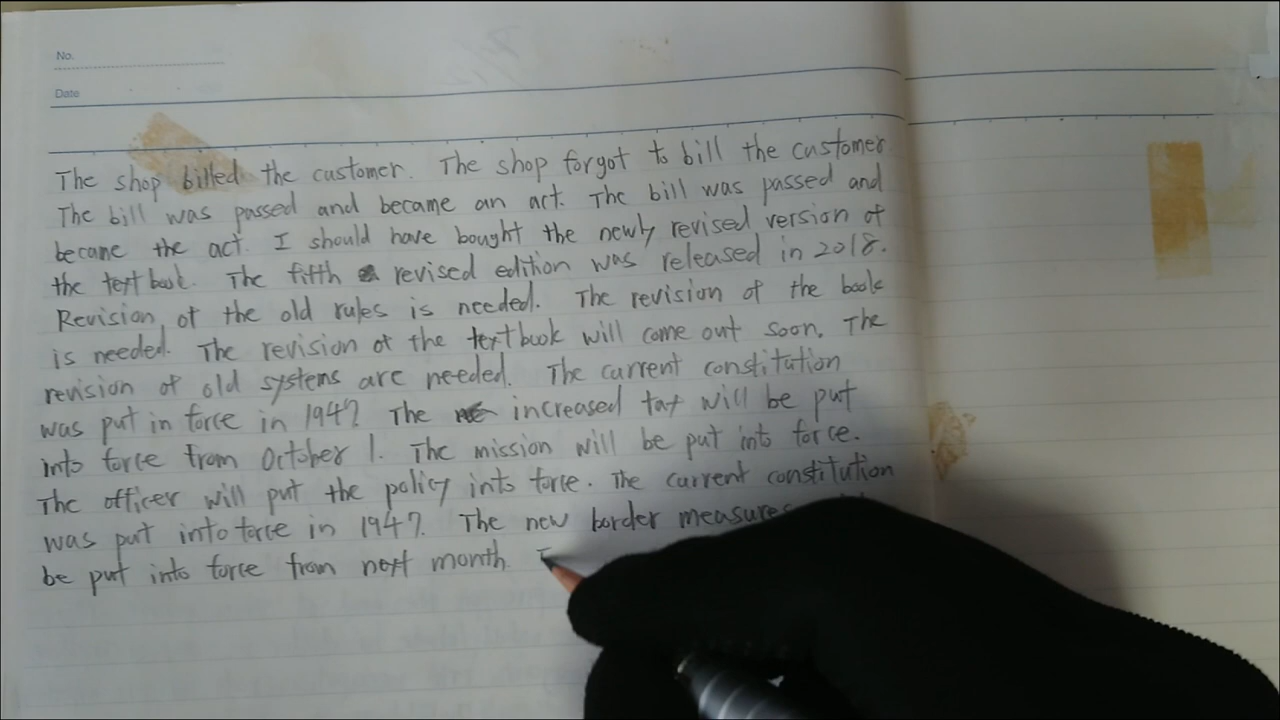 No.
Date
The shop billed the customer. The shop forgot to bill the customer
The bill was passed and became an act. The bill was passed and
became the act. I should have bought the newly revised version of
the textbook. The fifth revised edition was released in 2018.
Revision of the old rules is needed. The revision of the book
is needed. The revision of the textbook will come out soon. The
revision of old systems are needed. The current constitution
was put in force in 1947 The increased tax will be put
into force from October 1. The mission will be put into force.
The officer will put the policy into force. The current constitution
was put into force in 1947. The new border measures
be put into force from next month.